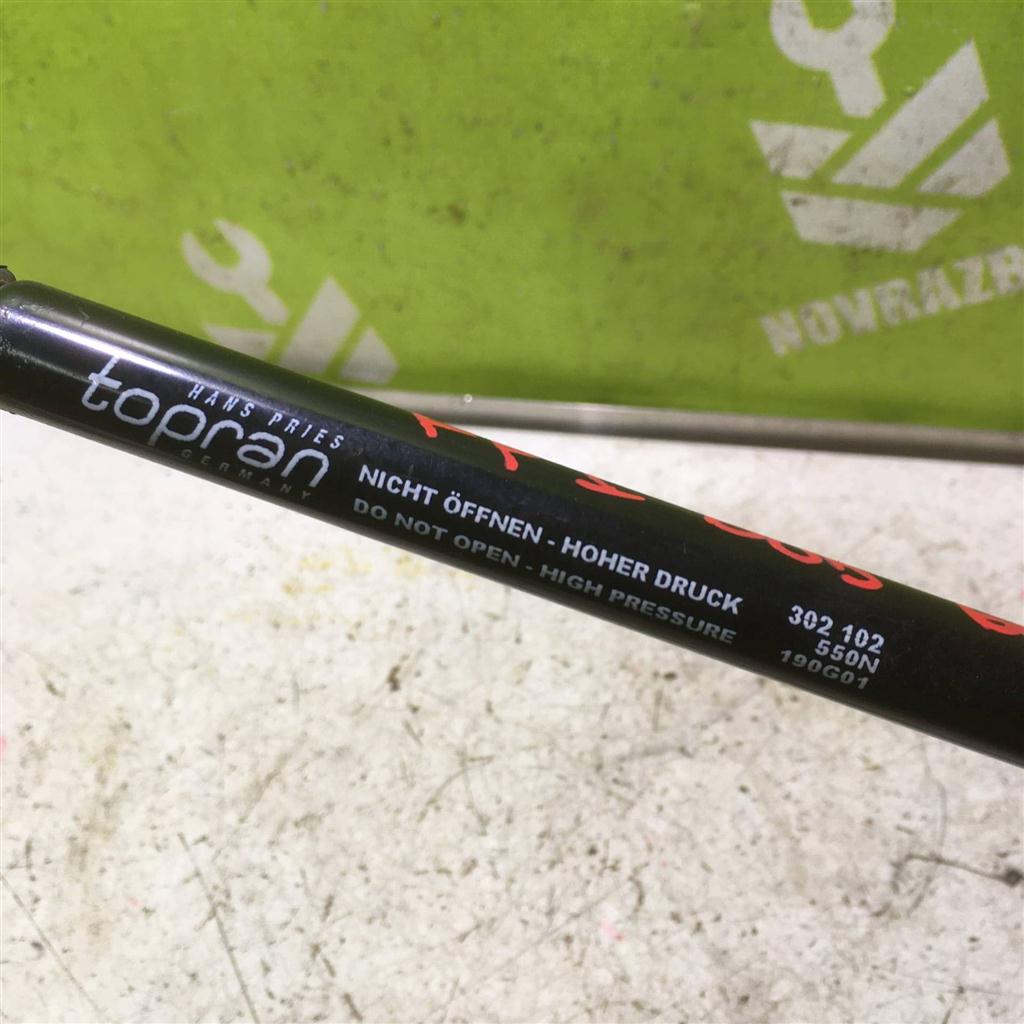 NOVRAZB
HANS PRIES
topran
GERMANY
NICHT ÖFFNEN - HOHER DRUCK
DO NOT OPEN - HIGH PRESSURE
302 102
550N
190G01